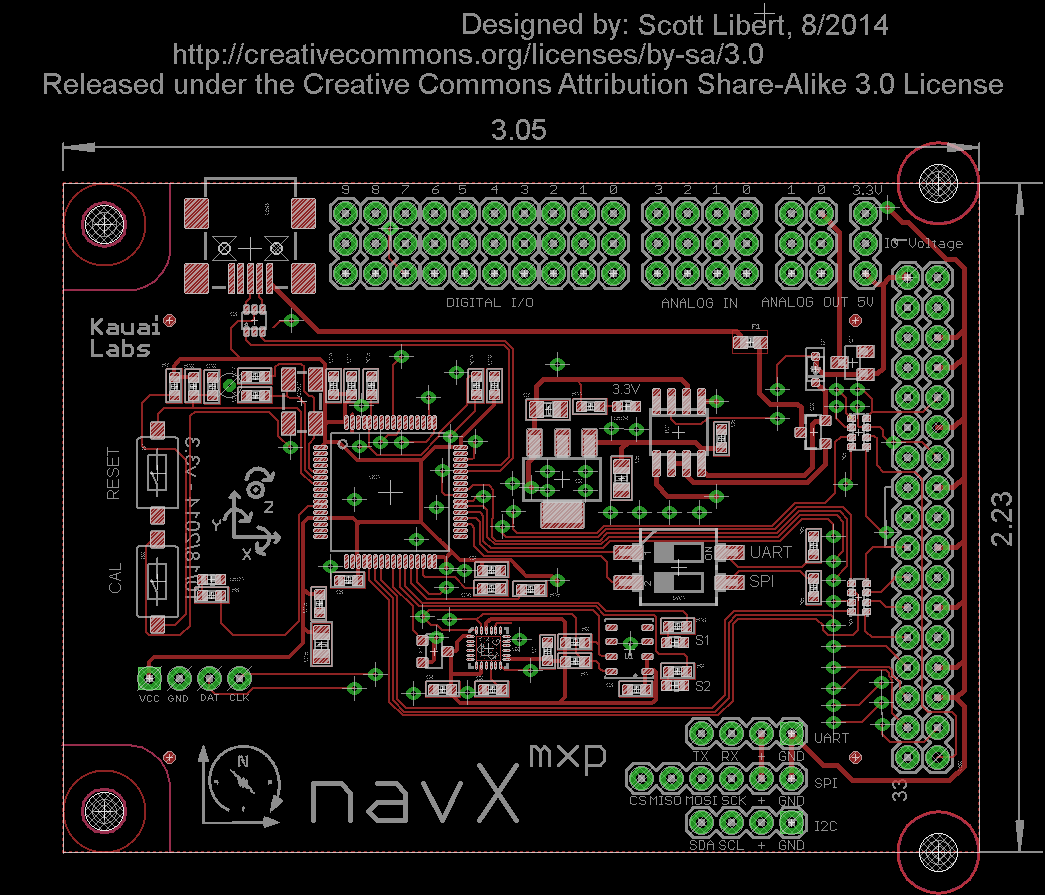 Designed by: Scott Libert, 8/2014
http://creativecommons.org/licenses/by-sa/3.0
Released under the Creative Commons Attribution Share-Alike 3.0 License
3.05
9 8 7 6 5 4 3 2 1 0 3 2 1 0 1 0 3.3V
IO Voltage
DIGITAL I/O ANALOG IN ANALOG OUT 5V
Kauai
Labs
F1
3.3V
RESET
Z
Y
X
2.23
ON
1 UART
CAL
2 SPI
S1
S2
VCC GND DAT CLK
UART
TX RX + GND
navX mxp
N
SPI
CS MISO MOSI SCK + GND
33
I2C
SDA SCL + GND